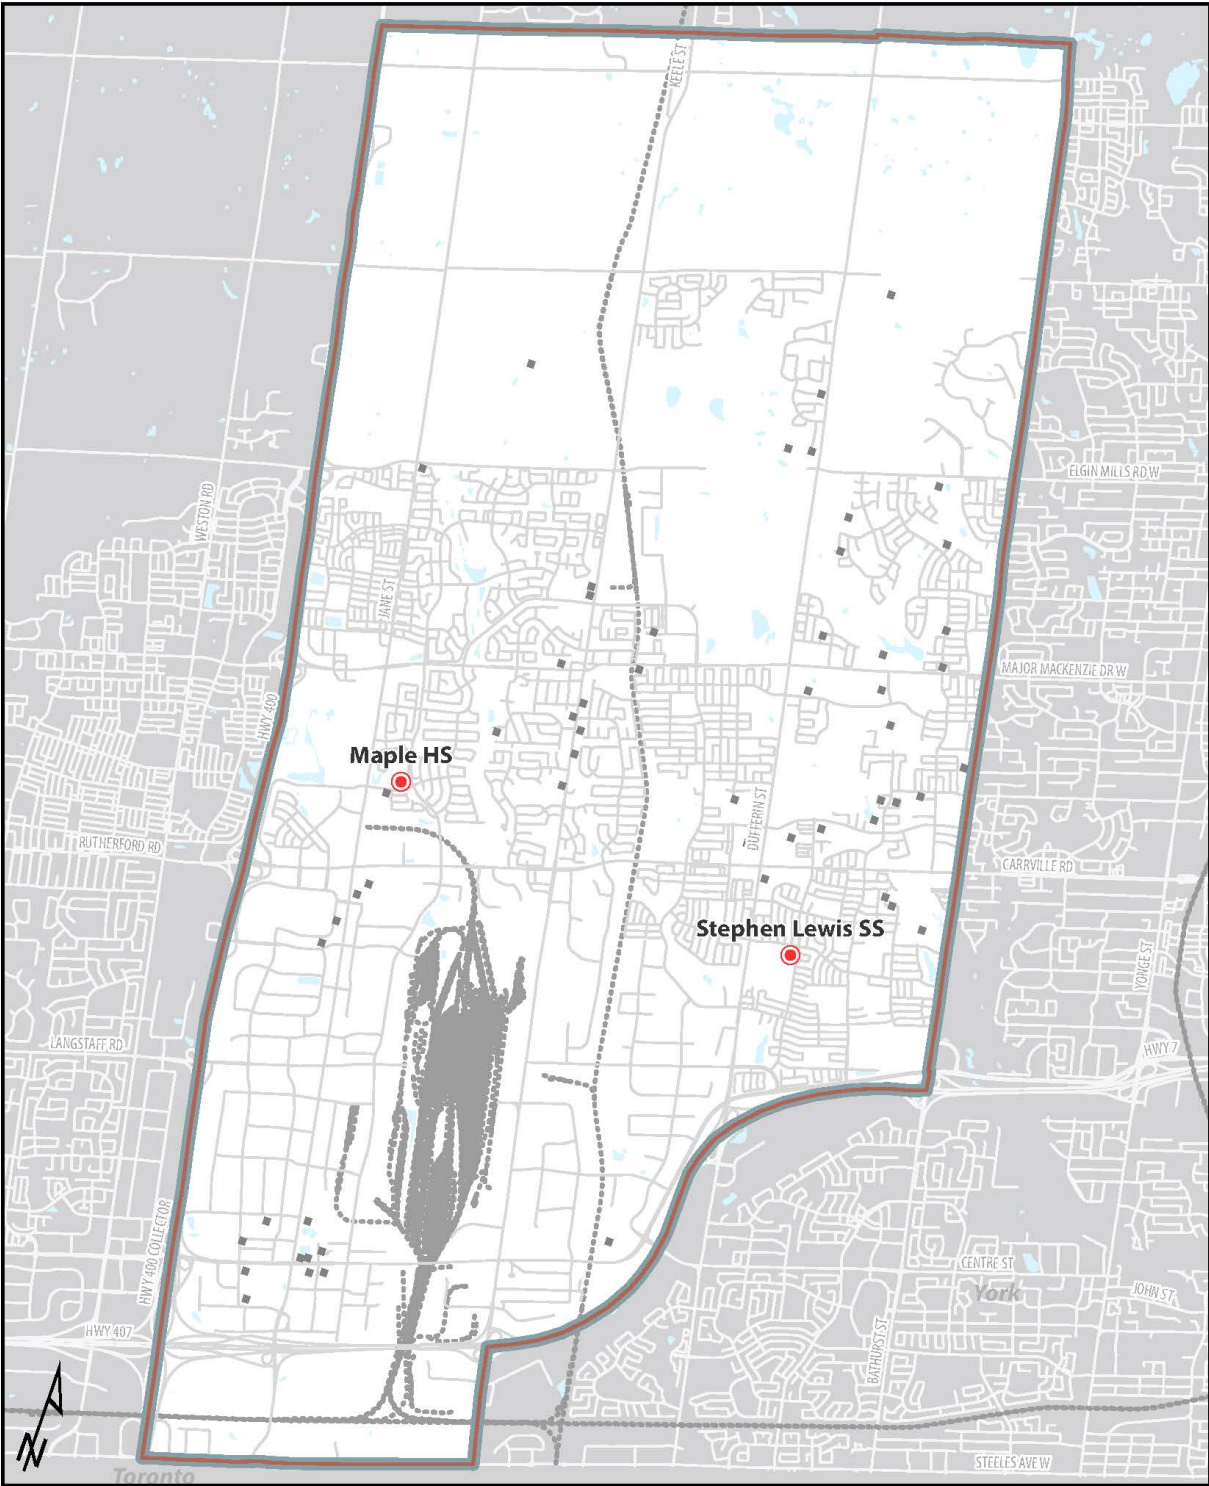 KEELE ST
ELGIN MILLS RD W
WESTON RD
JANE ST
MAJOR MACKENZIE DR W
HWY 400
Maple HS
DUFFERIN ST
RUTHERFORD RD
CARRVILLE RD
Stephen Lewis SS
YONGE ST
LANGSTAFF RD
HWY 7
HWY 400 COLLECTOR
CENTRE ST
York
JOHN ST
HWY 407
BATHURST ST
N
STEELES AVE W
Toronto